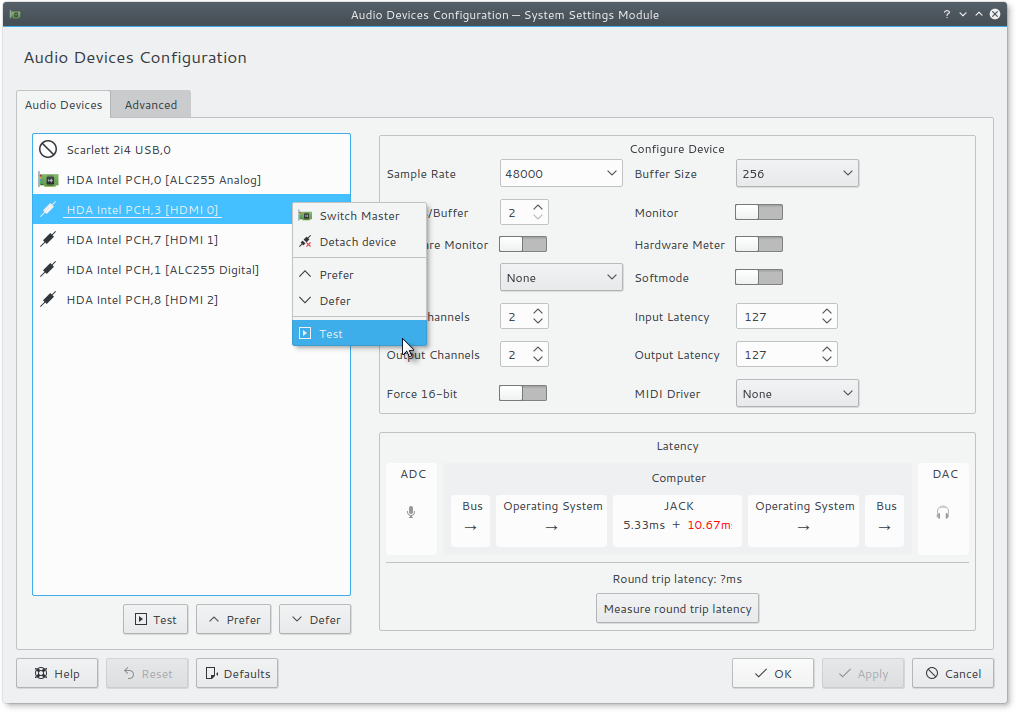 Audio Devices Configuration — System Settings Module
?
Audio Devices Configuration
Audio Devices
Advanced
Scarlett 2i4 USB,0
HDA Intel PCH,0 [ALC255 Analog]
HDA Intel PCH,3 [HDMI 0]
HDA Intel PCH,7 [HDMI 1]
HDA Intel PCH,1 [ALC255 Digital]
HDA Intel PCH,8 [HDMI 2]
Switch Master
Detach device
Prefer
Defer
Test
Test
Prefer
Defer
Configure Device
Sample Rate
48000
Buffer Size
256
/Buffer
2
Monitor
Monitor
Hardware Meter
None
Softmode
2
Input Latency
127
Output Channels
2
Output Latency
127
Force 16-bit
MIDI Driver
None
Latency
ADC
Computer
DAC
Bus
→
Operating System
→
JACK
5.33ms + 10.67m
Operating System
→
Bus
→
Round trip latency: ?ms
Measure round trip latency
Help
Reset
Defaults
OK
Apply
Cancel